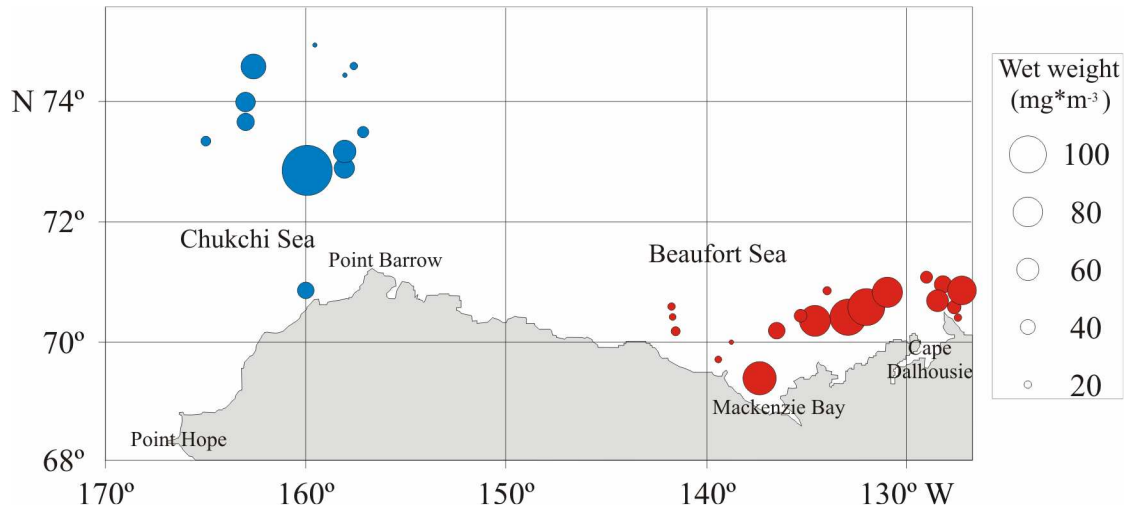 Wet weight
(mg*m-3)
N 74º
100
80
72º
Chukchi Sea
Point Barrow
Beaufort Sea
60
40
70º
Cape
Dalhousie
20
Mackenzie Bay
Point Hope
68º
170º 160º 150º 140º 130º W